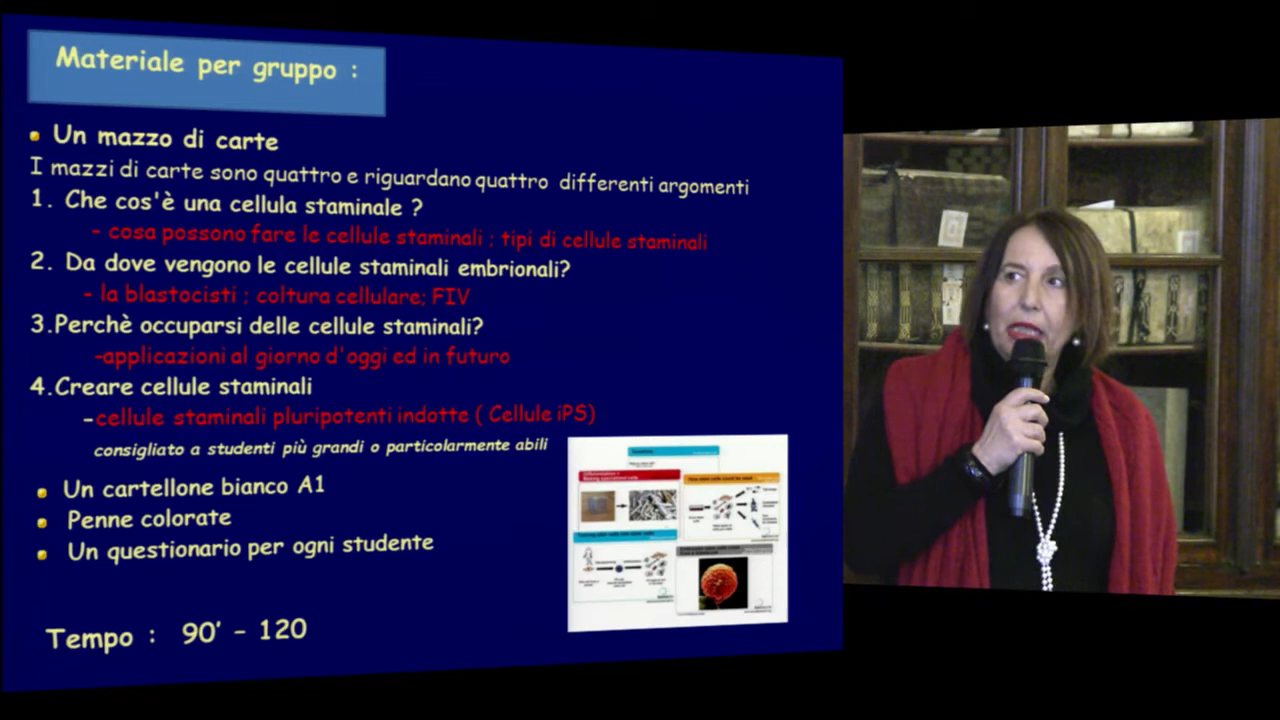 Materiale per gruppo :
Un mazzo di carte
I mazzi di carte sono quattro e riguardano quattro differenti argomenti
1. Che cos'è una cellula staminale ?
- cosa possono fare le cellule staminali ; tipi di cellule staminali
2. Da dove vengono le cellule staminali embrionali?
- la blastocisti ; coltura cellulare; FIV
3.Perchè occuparsi delle cellule staminali?
-applicazioni al giorno d'oggi ed in futuro
4.Creare cellule staminali
-cellule staminali pluripotenti indotte ( Cellule iPS)
consigliato a studenti più grandi o particolarmente abili
Un cartellone bianco A1
Penne colorate
Un questionario per ogni studente
Tempo : 90' - 120